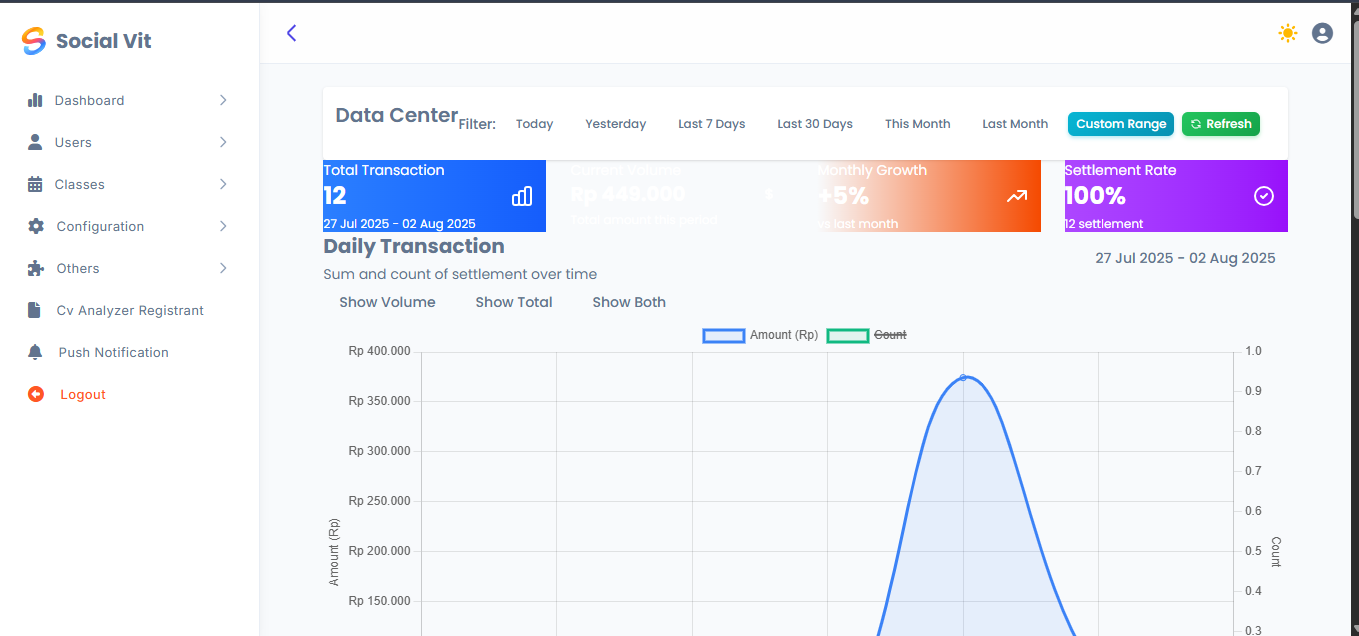 Social Vit
Dashboard
Users
Classes
Configuration
Others
Cv Analyzer Registrant
Push Notification
Logout
Data Center
Filter:
Today
Yesterday
Last 7 Days
Last 30 Days
This Month
Last Month
Custom Range
Refresh
Total Transaction
12
27 Jul 2025 - 02 Aug 2025
Current Volume
Rp 449.000
Total amount this period
$
Monthly Growth
+5%
vs last month
Settlement Rate
100%
12 settlement
Daily Transaction
Sum and count of settlement over time
27 Jul 2025 - 02 Aug 2025
Show Volume
Show Total
Show Both
Amount (Rp)
Count
Rp 400.000
Rp 350.000
Rp 300.000
Rp 250.000
Rp 200.000
Rp 150.000
Amount (Rp)
1.0
0.9
0.8
0.7
0.6
0.5
0.4
0.3
Count